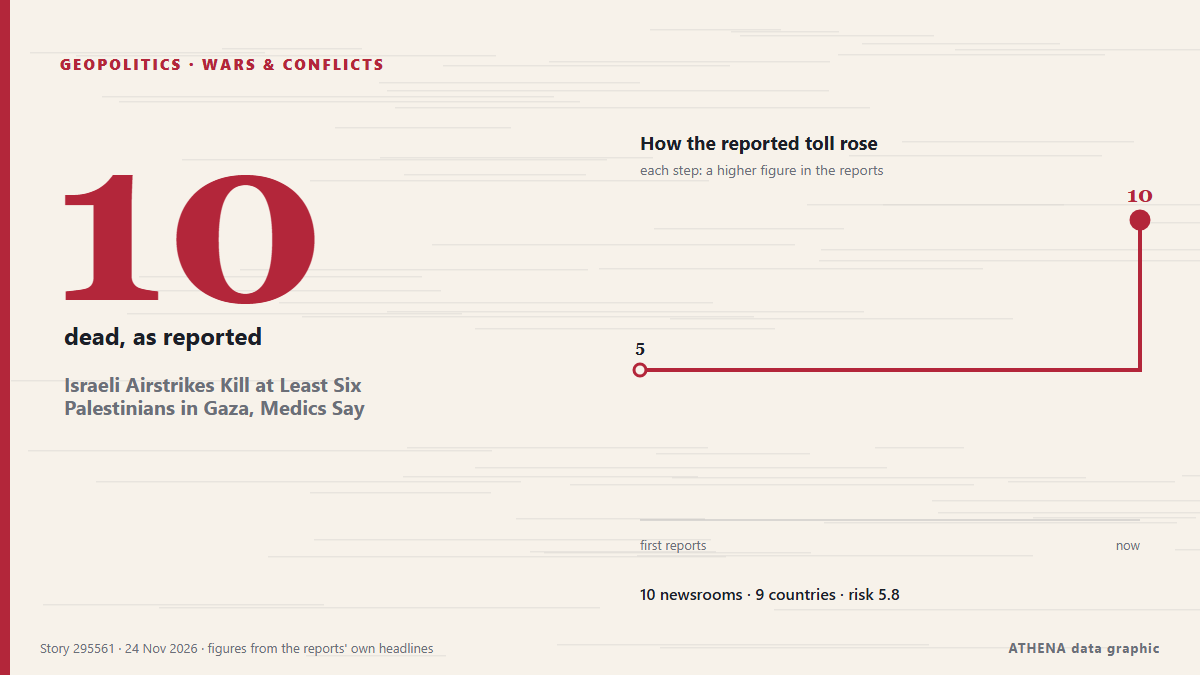 GEOPOLITICS · WARS & CONFLICTS
10
dead, as reported
Israeli Airstrikes Kill at Least Six
Palestinians in Gaza, Medics Say
How the reported toll rose
each step: a higher figure in the reports
10
5
first reports
now
10 newsrooms · 9 countries · risk 5.8
Story 295561 · 24 Nov 2026 · figures from the reports' own headlines
ATHENA data graphic